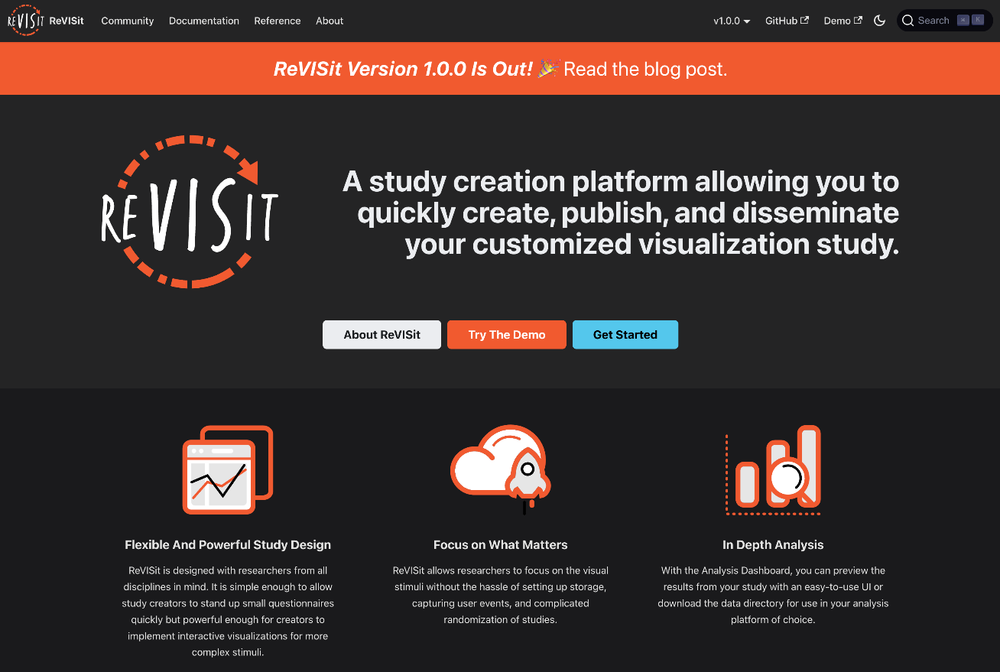 ReVISit ReVISit Community Documentation Reference About v1.0.0 GitHub Demo Search ⌘ K
ReVISit Version 1.0.0 Is Out! 🎉 Read the blog post.
ReVISit
A study creation platform allowing you to
quickly create, publish, and disseminate
your customized visualization study.
About ReVISit Try The Demo Get Started
Flexible And Powerful Study Design
ReVISit is designed with researchers from all
disciplines in mind. It is simple enough to allow
study creators to stand up small questionnaires
quickly but powerful enough for creators to
implement interactive visualizations for more
complex stimuli.
Focus on What Matters
ReVISit allows researchers to focus on the visual
stimuli without the hassle of setting up storage,
capturing user events, and complicated
randomization of studies.
In Depth Analysis
With the Analysis Dashboard, you can preview the
results from your study with an easy-to-use UI or
download the data directory for use in your analysis
platform of choice.